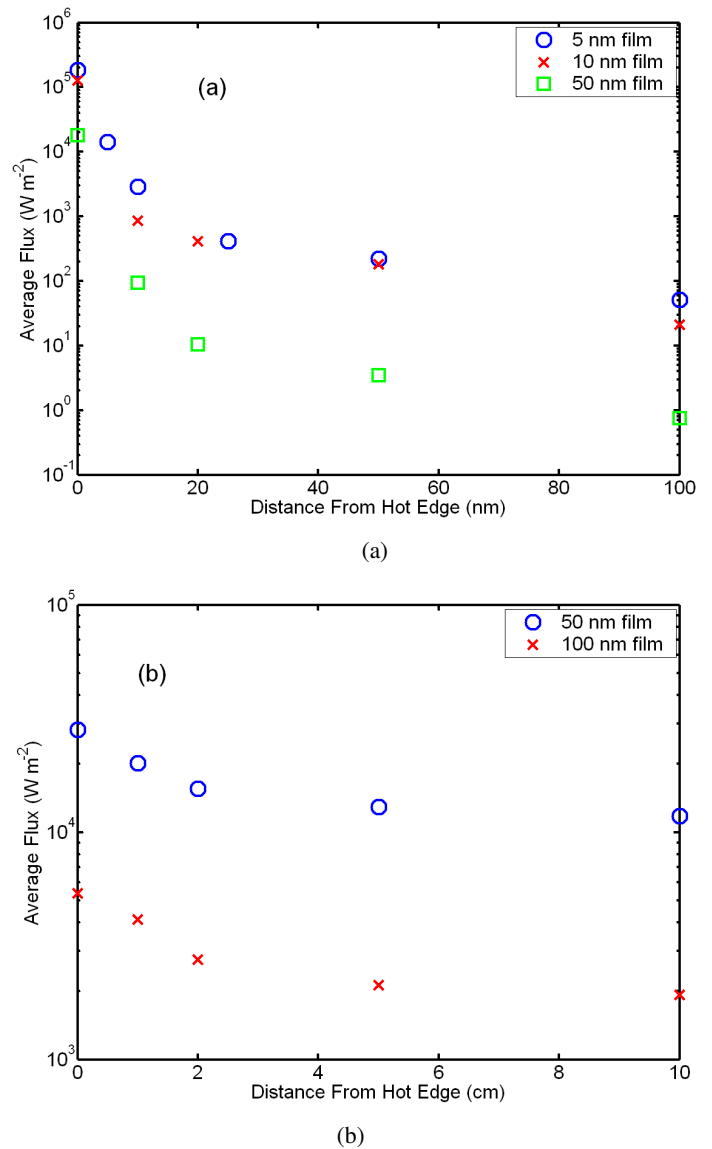 10^6
10^5
10^4
10^3
10^2
10^1
10^0
10^-1
Average Flux (W m^-2)
(a)
5 nm film
10 nm film
50 nm film
0 20 40 60 80 100
Distance From Hot Edge (nm)
(a)
10^5
10^4
10^3
Average Flux (W m^-2)
(b)
50 nm film
100 nm film
0 2 4 6 8 10
Distance From Hot Edge (cm)
(b)